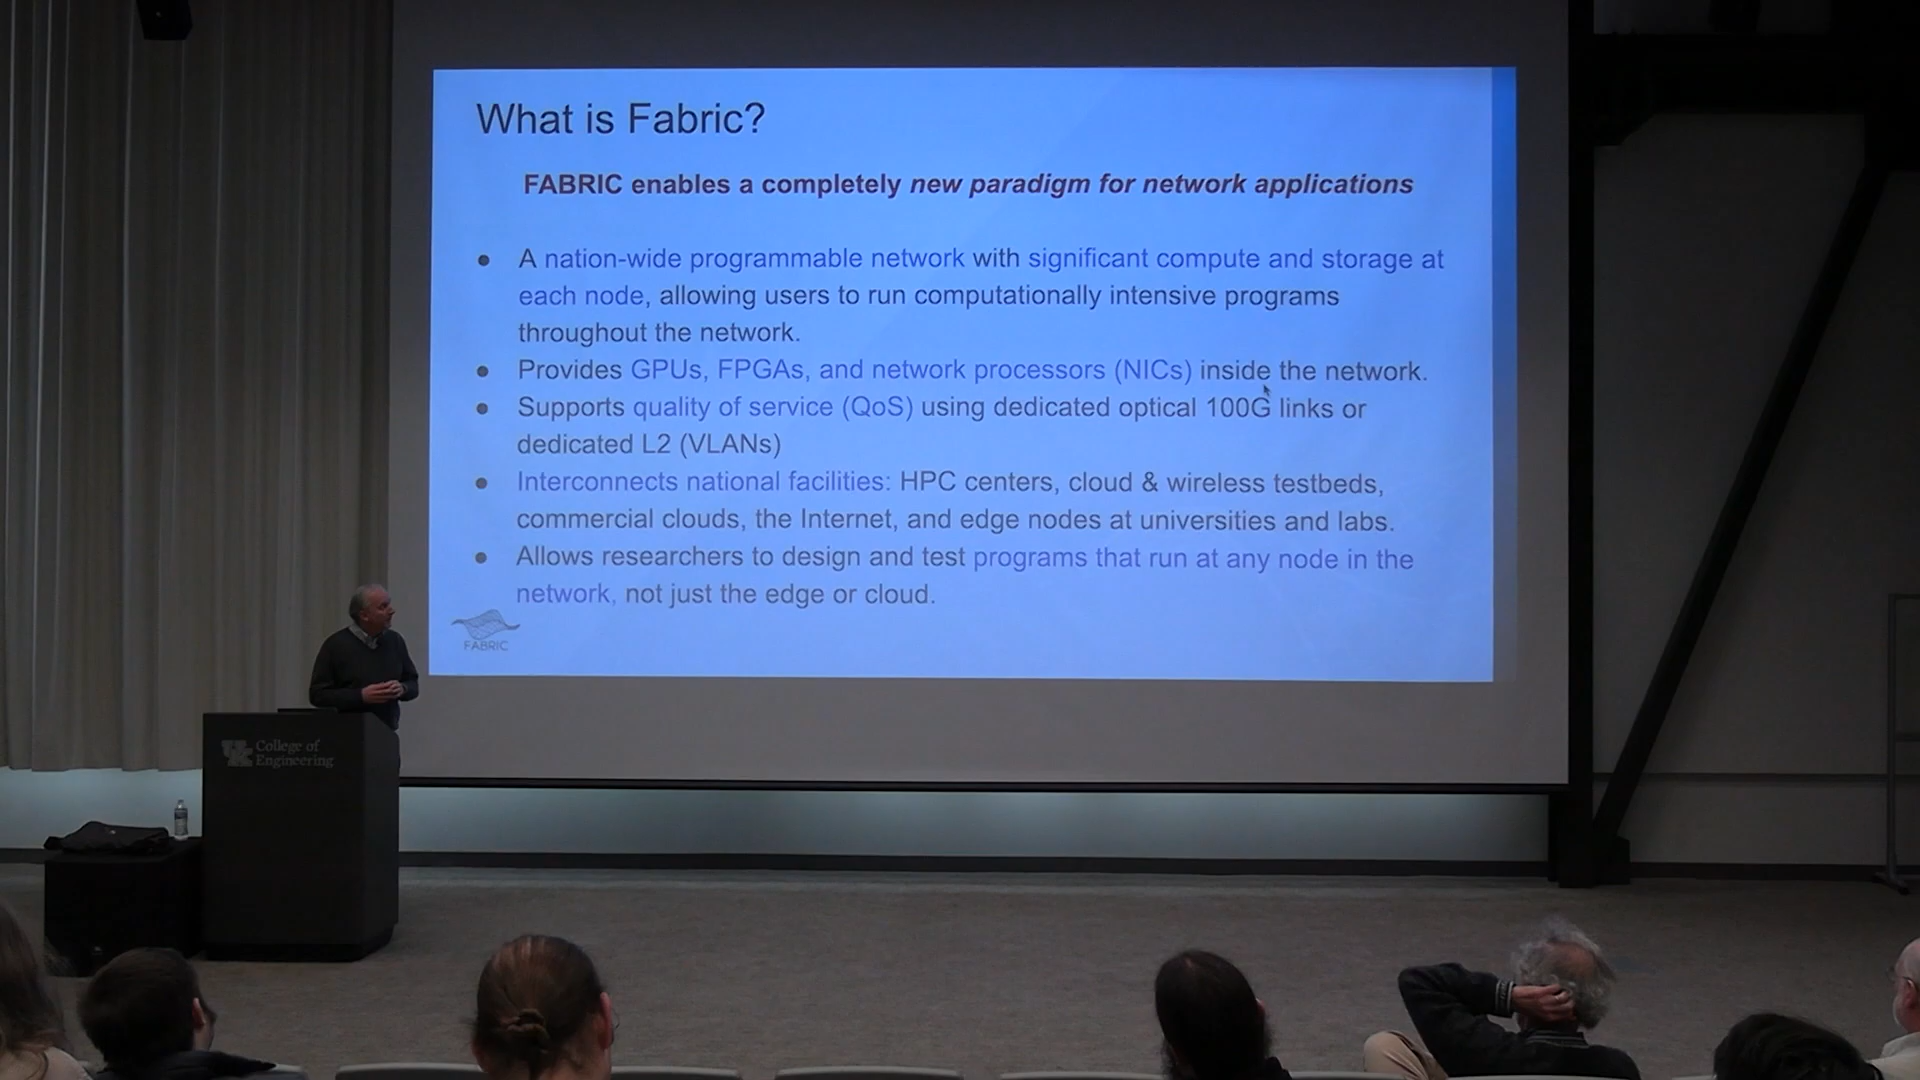 What is Fabric?
FABRIC enables a completely new paradigm for network applications
● A nation-wide programmable network with significant compute and storage at
each node, allowing users to run computationally intensive programs
throughout the network.
● Provides GPUs, FPGAs, and network processors (NICs) inside the network.
● Supports quality of service (QoS) using dedicated optical 100G links or
dedicated L2 (VLANs)
● Interconnects national facilities: HPC centers, cloud & wireless testbeds,
commercial clouds, the Internet, and edge nodes at universities and labs.
● Allows researchers to design and test programs that run at any node in the
network, not just the edge or cloud.
FABRIC
UK College of
Engineering